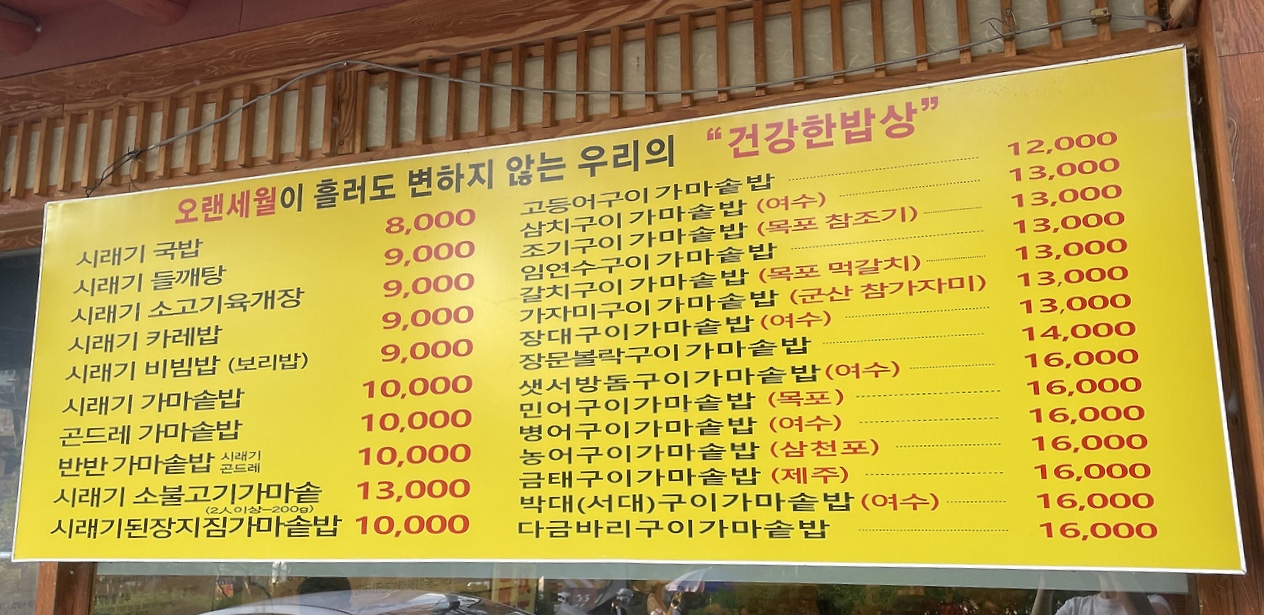 오랜세월이 흘러도 변하지 않는 우리의 “건강한밥상”
시래기 국밥 8,000
시래기 들깨탕 9,000
시래기 소고기육개장 9,000
시래기 카레밥 9,000
시래기 비빔밥 (보리밥) 9,000
시래기 가마솥밥 10,000
곤드레 가마솥밥 10,000
반반 가마솥밥 시래기 곤드레 10,000
시래기 소불고기가마솥 13,000
(2人이상-200g)
시래기된장지짐가마솥밥 10,000
고등어구이가마솥밥 12,000
삼치구이가마솥밥 (여수) 13,000
조기구이가마솥밥 (목포 참조기) 13,000
임연수구이가마솥밥 13,000
갈치구이가마솥밥 (목포 먹갈치) 13,000
가자미구이가마솥밥 (군산 참가자미) 13,000
장대구이가마솥밥 (여수) 13,000
장문볼락구이가마솥밥 14,000
샛서방돔구이가마솥밥 (여수) 16,000
민어구이가마솥밥 (목포) 16,000
병어구이가마솥밥 (여수) 16,000
농어구이가마솥밥 (삼천포) 16,000
금태구이가마솥밥 (제주) 16,000
박대(서대)구이가마솥밥 (여수) 16,000
다금바리구이가마솥밥 16,000